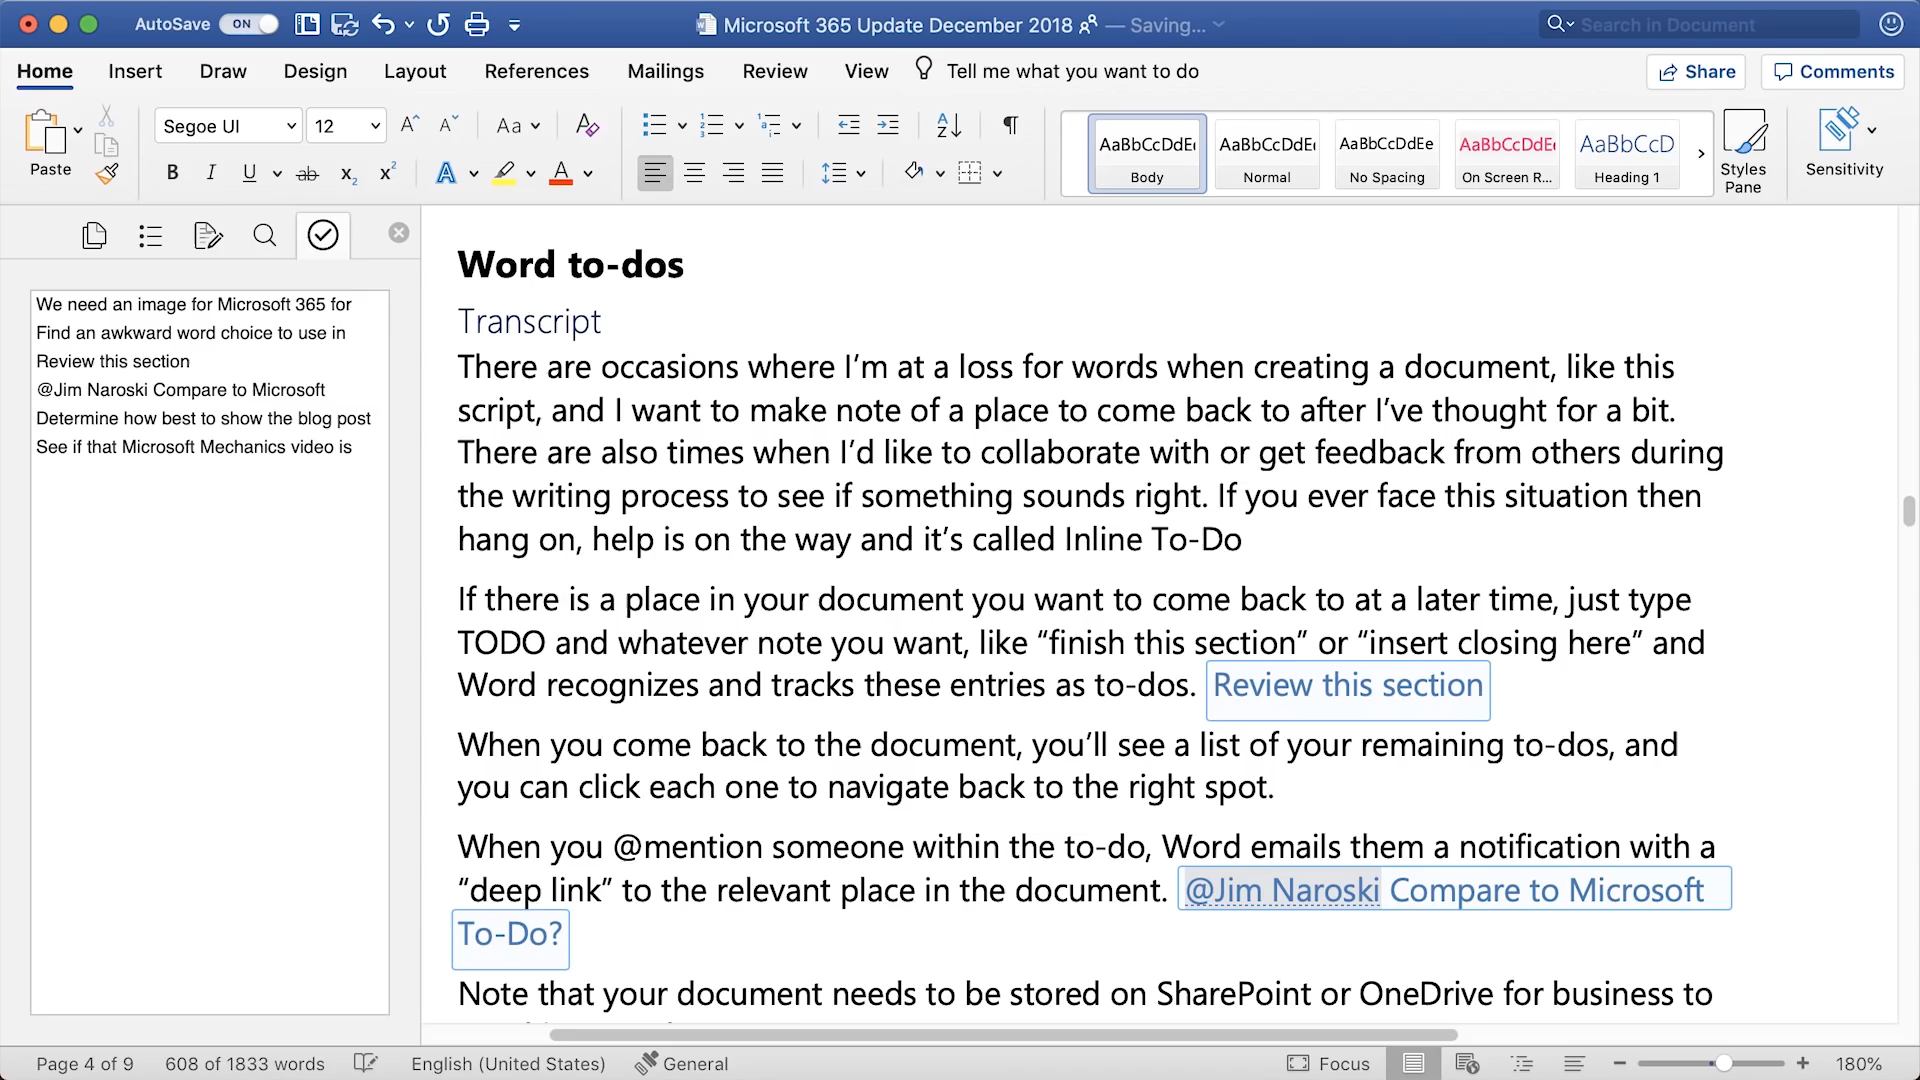 AutoSave ON Microsoft 365 Update December 2018 — Saving... Search in Document
Home Insert Draw Design Layout References Mailings Review View Tell me what you want to do Share Comments
Paste Segoe UI 12 Aa
AaBbCcDdEe AaBbCcDdEe AaBbCcDdEe AaBbCcDdEe AaBbCcD
B I U ab x2 x2 A A
Body Normal No Spacing On Screen R... Heading 1 Styles Pane Sensitivity
We need an image for Microsoft 365 for
Find an awkward word choice to use in
Review this section
@Jim Naroski Compare to Microsoft
Determine how best to show the blog post
See if that Microsoft Mechanics video is
Word to-dos
Transcript
There are occasions where I’m at a loss for words when creating a document, like this
script, and I want to make note of a place to come back to after I’ve thought for a bit.
There are also times when I’d like to collaborate with or get feedback from others during
the writing process to see if something sounds right. If you ever face this situation then
hang on, help is on the way and it’s called Inline To-Do
If there is a place in your document you want to come back to at a later time, just type
TODO and whatever note you want, like “finish this section” or “insert closing here” and
Word recognizes and tracks these entries as to-dos. Review this section
When you come back to the document, you’ll see a list of your remaining to-dos, and
you can click each one to navigate back to the right spot.
When you @mention someone within the to-do, Word emails them a notification with a
“deep link” to the relevant place in the document. @Jim Naroski Compare to Microsoft
To-Do?
Note that your document needs to be stored on SharePoint or OneDrive for business to
Page 4 of 9 608 of 1833 words English (United States) General Focus 180%